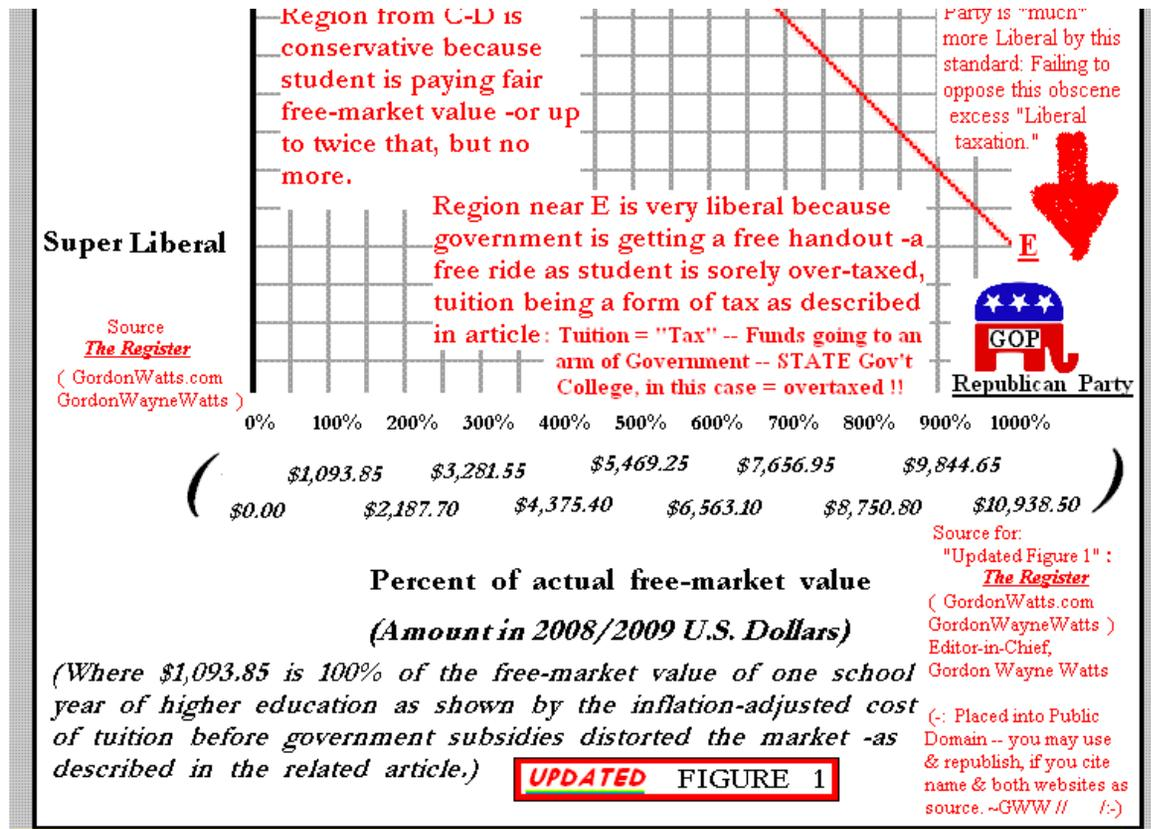 Region from C-D is
conservative because
student is paying fair
free-market value -or up
to twice that, but no
more.
Party is "much"
more Liberal by this
standard: Failing to
oppose this obscene
excess "Liberal
taxation."
Super Liberal
Region near E is very liberal because
government is getting a free handout -a
free ride as student is sorely over-taxed,
tuition being a form of tax as described
in article: Tuition = "Tax" -- Funds going to an
arm of Government -- STATE Gov't
College, in this case = overtaxed !!
E
GOP
Republican Party
Source
The Register
( GordonWatts.com
GordonWayneWatts )
0% 100% 200% 300% 400% 500% 600% 700% 800% 900% 1000%
( $1,093.85 $3,281.55 $5,469.25 $7,656.95 $9,844.65 )
$0.00 $2,187.70 $4,375.40 $6,563.10 $8,750.80 $10,938.50
Percent of actual free-market value
(Amount in 2008/2009 U.S. Dollars)
(Where $1,093.85 is 100% of the free-market value of one school
year of higher education as shown by the inflation-adjusted cost
of tuition before government subsidies distorted the market -as
described in the related article.)
UPDATED FIGURE 1
Source for:
"Updated Figure 1" :
The Register
( GordonWatts.com
GordonWayneWatts )
Editor-in-Chief,
Gordon Wayne Watts
(-: Placed into Public
Domain -- you may use
& republish, if you cite
name & both websites as
source. ~GWW // /:-)